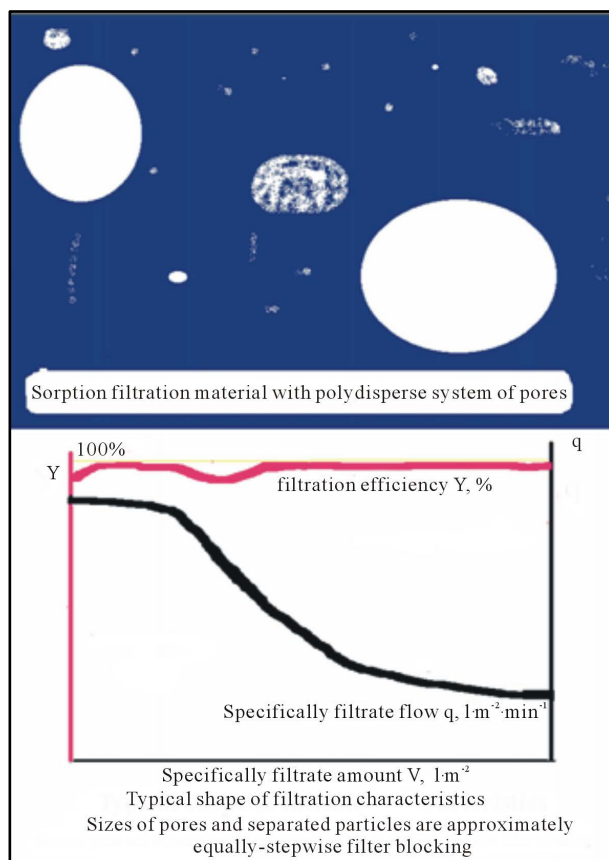 Sorption filtration material with polydisperse system of pores
100%
Y
q
filtration efficiency Y, %
Specifically filtrate flow q, l·m⁻²·min⁻¹
Specifically filtrate amount V, l·m⁻²
Typical shape of filtration characteristics
Sizes of pores and separated particles are approximately
equally-stepwise filter blocking